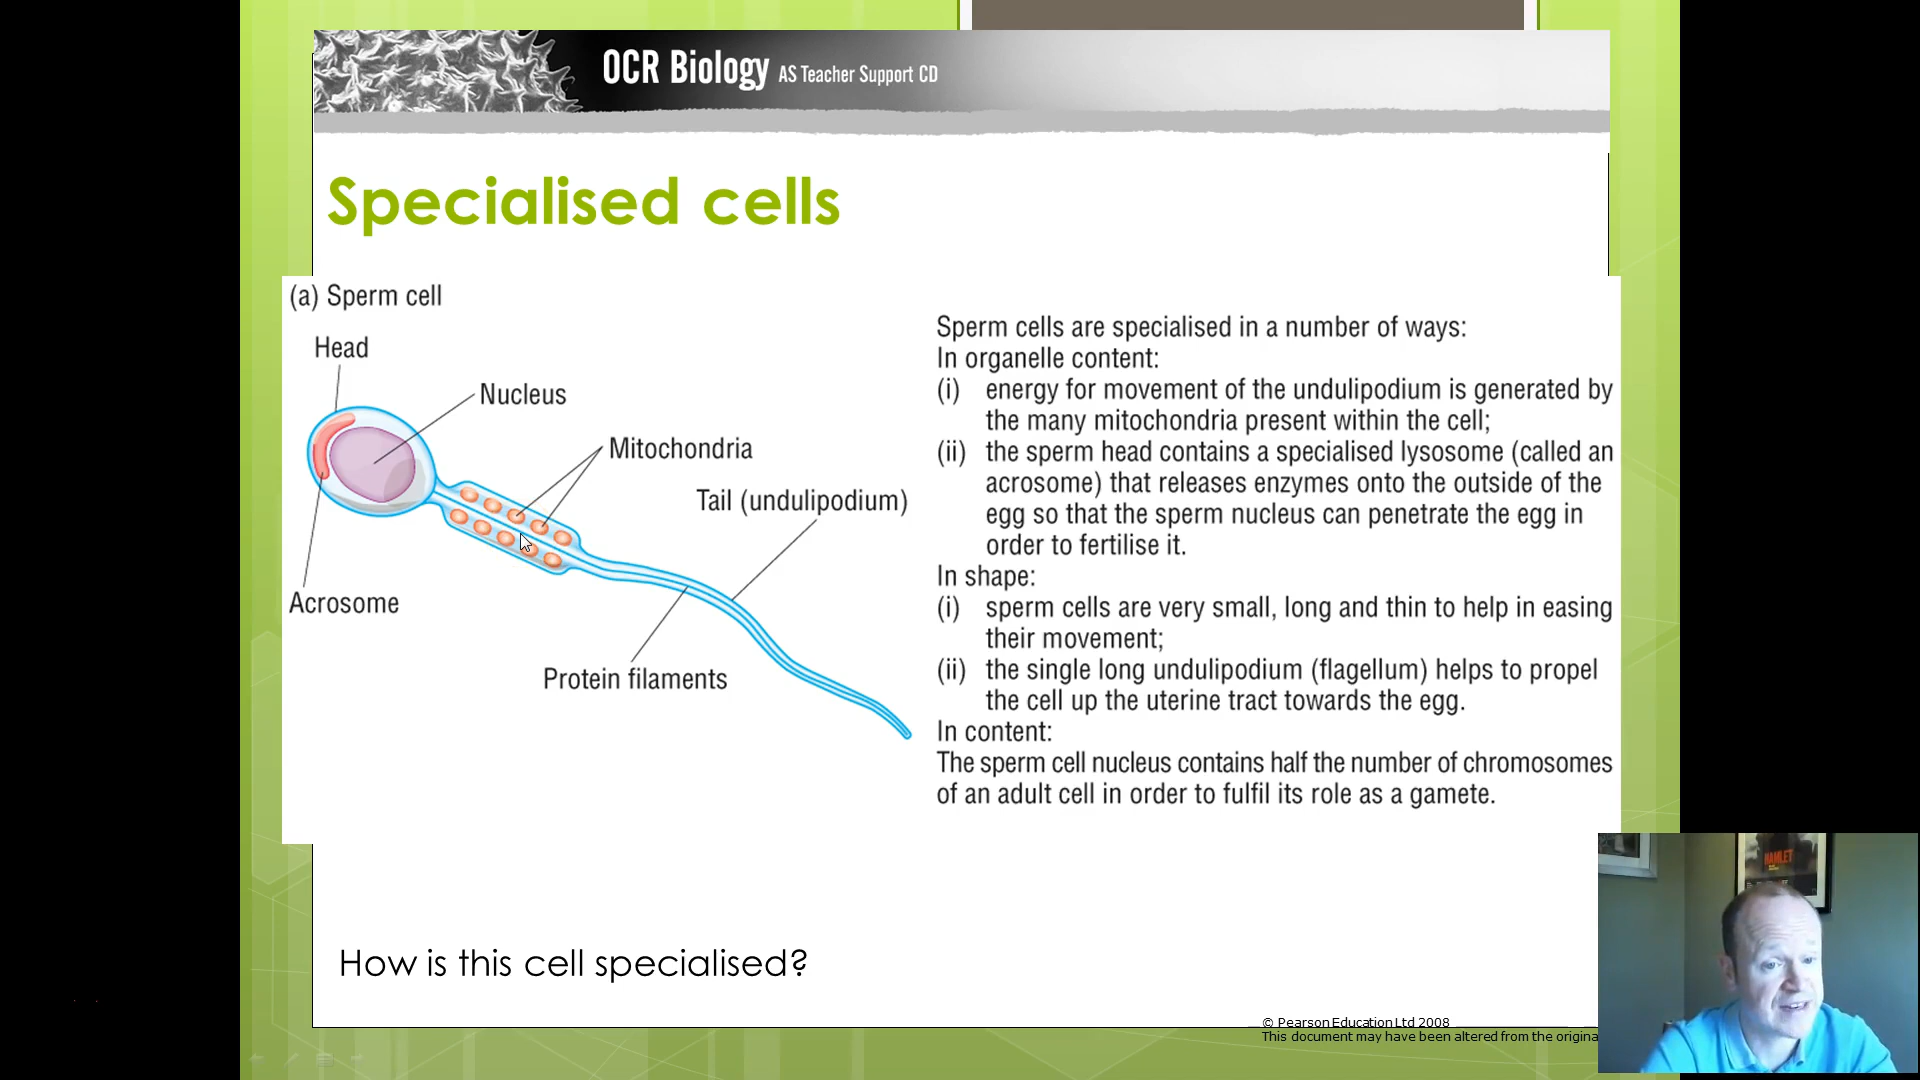 OCR Biology AS Teacher Support CD
Specialised cells
(a) Sperm cell
Head
Nucleus
Mitochondria
Tail (undulipodium)
Acrosome
Protein filaments
Sperm cells are specialised in a number of ways:
In organelle content:
(i) energy for movement of the undulipodium is generated by
the many mitochondria present within the cell;
(ii) the sperm head contains a specialised lysosome (called an
acrosome) that releases enzymes onto the outside of the
egg so that the sperm nucleus can penetrate the egg in
order to fertilise it.
In shape:
(i) sperm cells are very small, long and thin to help in easing
their movement;
(ii) the single long undulipodium (flagellum) helps to propel
the cell up the uterine tract towards the egg.
In content:
The sperm cell nucleus contains half the number of chromosomes
of an adult cell in order to fulfil its role as a gamete.
How is this cell specialised?
© Pearson Education Ltd 2008
This document may have been altered from the origina
HAMLET